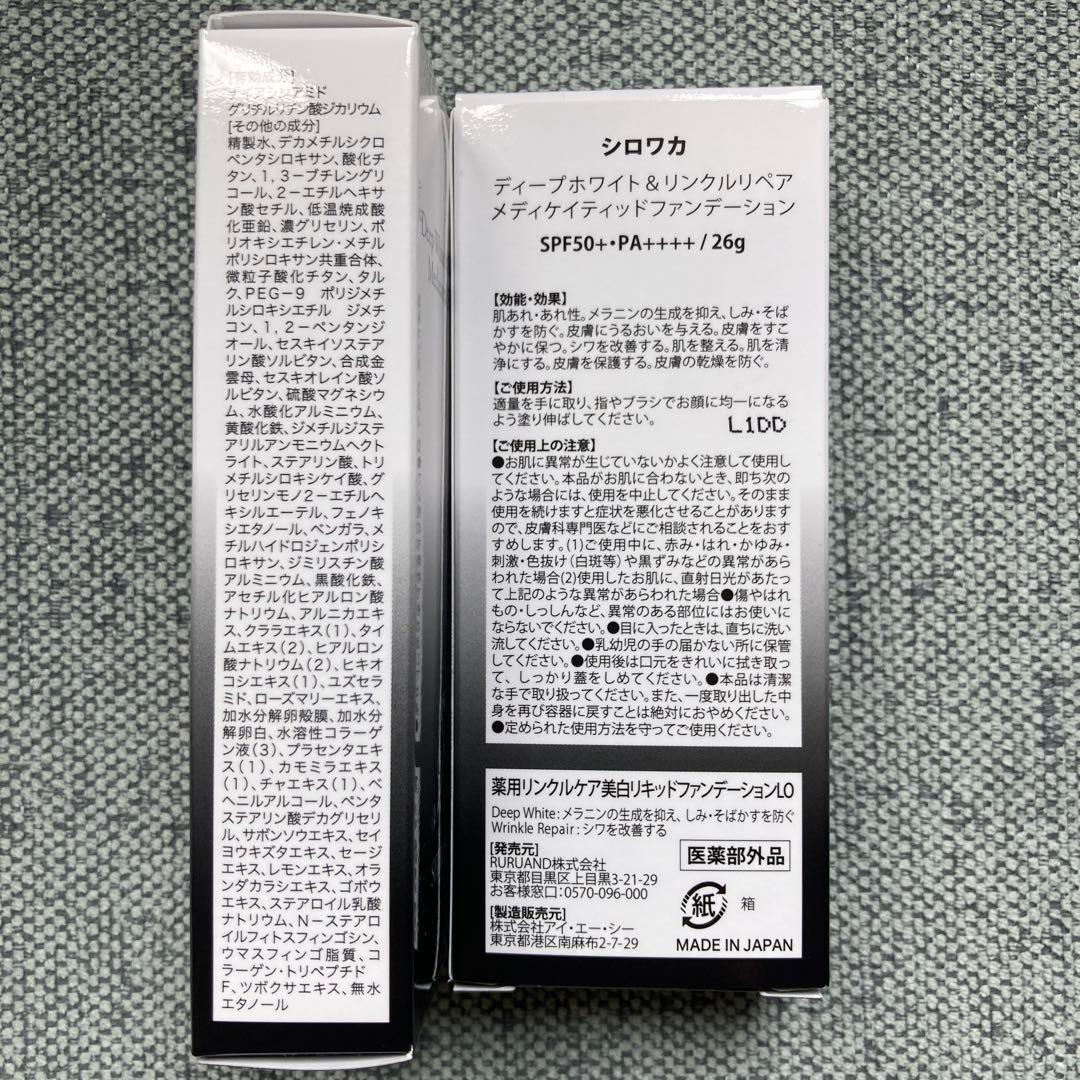 [有効成分]
ナイアシンアミド
グリチルリチン酸ジカリウム
[その他の成分]
精製水、デカメチルシクロ
ペンタシロキサン、酸化チ
タン、1,3-ブチレングリ
コール、2-エチルヘキサ
ン酸セチル、低温焼成酸
化亜鉛、濃グリセリン、ポ
リオキシエチレン・メチル
ポリシロキサン共重合体、
微粒子酸化チタン、タル
ク、PEG-9 ポリジメチ
ルシロキシエチル ジメチ
コン、1,2-ペンタンジ
オール、セスキイソステア
リン酸ソルビタン、合成金
雲母、セスキオレイン酸ソ
ルビタン、硫酸マグネシウ
ム、水酸化アルミニウム、
黄酸化鉄、ジメチルジステ
アリルアンモニウムヘクト
ライト、ステアリン酸、トリ
メチルシロキシケイ酸、グ
リセリンモノ2-エチルヘ
キシルエーテル、フェノキ
シエタノール、ベンガラ、メ
チルハイドロジェンポリシ
ロキサン、ジミリスチン酸
アルミニウム、黒酸化鉄、
アセチル化ヒアルロン酸
ナトリウム、アルニカエキ
ス、クララエキス(1)、タイ
ムエキス(2)、ヒアルロン
酸ナトリウム(2)、ヒキオ
コシエキス(1)、ユズセラ
ミド、ローズマリーエキス、
加水分解卵殻膜、加水分
解卵白、水溶性コラーゲ
ン液(3)、プラセンタエキ
ス(1)、カモミラエキス
(1)、チャエキス(1)、ベ
ヘニルアルコール、ペンタ
ステアリン酸デカグリセリ
ル、サボンソウエキス、セイ
ヨウキズタエキス、セージ
エキス、レモンエキス、オラ
ンダカラシエキス、ゴボウ
エキス、ステアロイル乳酸
ナトリウム、N-ステアロ
イルフィトスフィンゴシン、
ウマスフィンゴ脂質、コ
ラーゲン・トリペプチド
F、ツボクサエキス、無水
エタノール
Deep
シロワカ
ディープホワイト&リンクルリペア
メディケイティッドファンデーション
SPF50+・PA++++ / 26g
【効能・効果】
肌あれ・あれ性。メラニンの生成を抑え、しみ・そば
かすを防ぐ。皮膚にうるおいを与える。皮膚をすこ
やかに保つ。シワを改善する。肌を整える。肌を清
浄にする。皮膚を保護する。皮膚の乾燥を防ぐ。
【ご使用方法】
適量を手に取り、指やブラシでお顔に均一になる
よう塗り伸ばしてください。
L1DD
【ご使用上の注意】
●お肌に異常が生じていないかよく注意して使用し
てください。本品がお肌に合わないとき、即ち次の
ような場合には、使用を中止してください。そのまま
使用を続けますと症状を悪化させることがあります
ので、皮膚科専門医などにご相談されることをおす
すめします。(1)ご使用中に、赤み・はれ・かゆみ・
刺激・色抜け(白斑等)や黒ずみなどの異常があら
われた場合(2)使用したお肌に、直射日光があたっ
て上記のような異常があらわれた場合●傷やはれ
もの・しっしんなど、異常のある部位にはお使いに
ならないでください。●目に入ったときは、直ちに洗い
流してください。●乳幼児の手の届かない所に保管
してください。●使用後は口元をきれいに拭き取っ
て、しっかり蓋をしめてください。●本品は清潔
な手で取り扱ってください。また、一度取り出した中
身を再び容器に戻すことは絶対におやめください。
●定められた使用方法を守ってご使用ください。
薬用リンクルケア美白リキッドファンデーションLO
Deep White:メラニンの生成を抑え、しみ・そばかすを防ぐ
Wrinkle Repair:シワを改善する
[発売元]
RURUAND株式会社
東京都目黒区上目黒3-21-29
お客様窓口:0570-096-000
医薬部外品
[製造販売元]
株式会社アイ・エー・シー
東京都港区南麻布2-7-29
紙
箱
MADE IN JAPAN